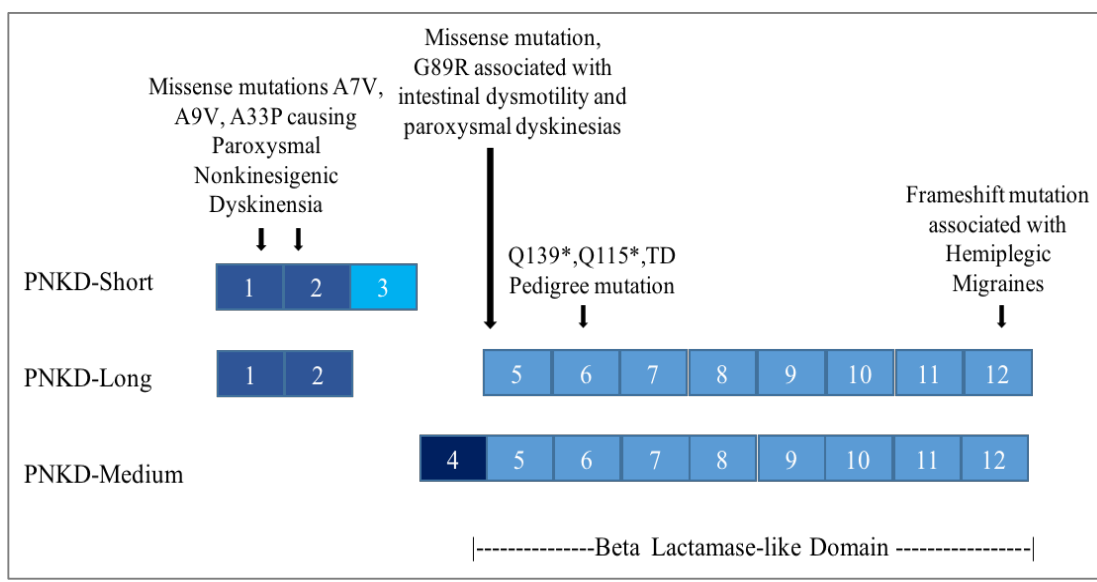 Missense mutations A7V,
A9V, A33P causing
Paroxysmal
Nonkinesigenic
Dyskinensia
Missense mutation,
G89R associated with
intestinal dysmotility and
paroxysmal dyskinesias
Q139*,Q115*,TD
Pedigree mutation
Frameshift mutation
associated with
Hemiplegic
Migraines
PNKD-Short
1 2 3
PNKD-Long
1 2 5 6 7 8 9 10 11 12
PNKD-Medium
4 5 6 7 8 9 10 11 12
|----------------Beta Lactamase-like Domain ------------------|